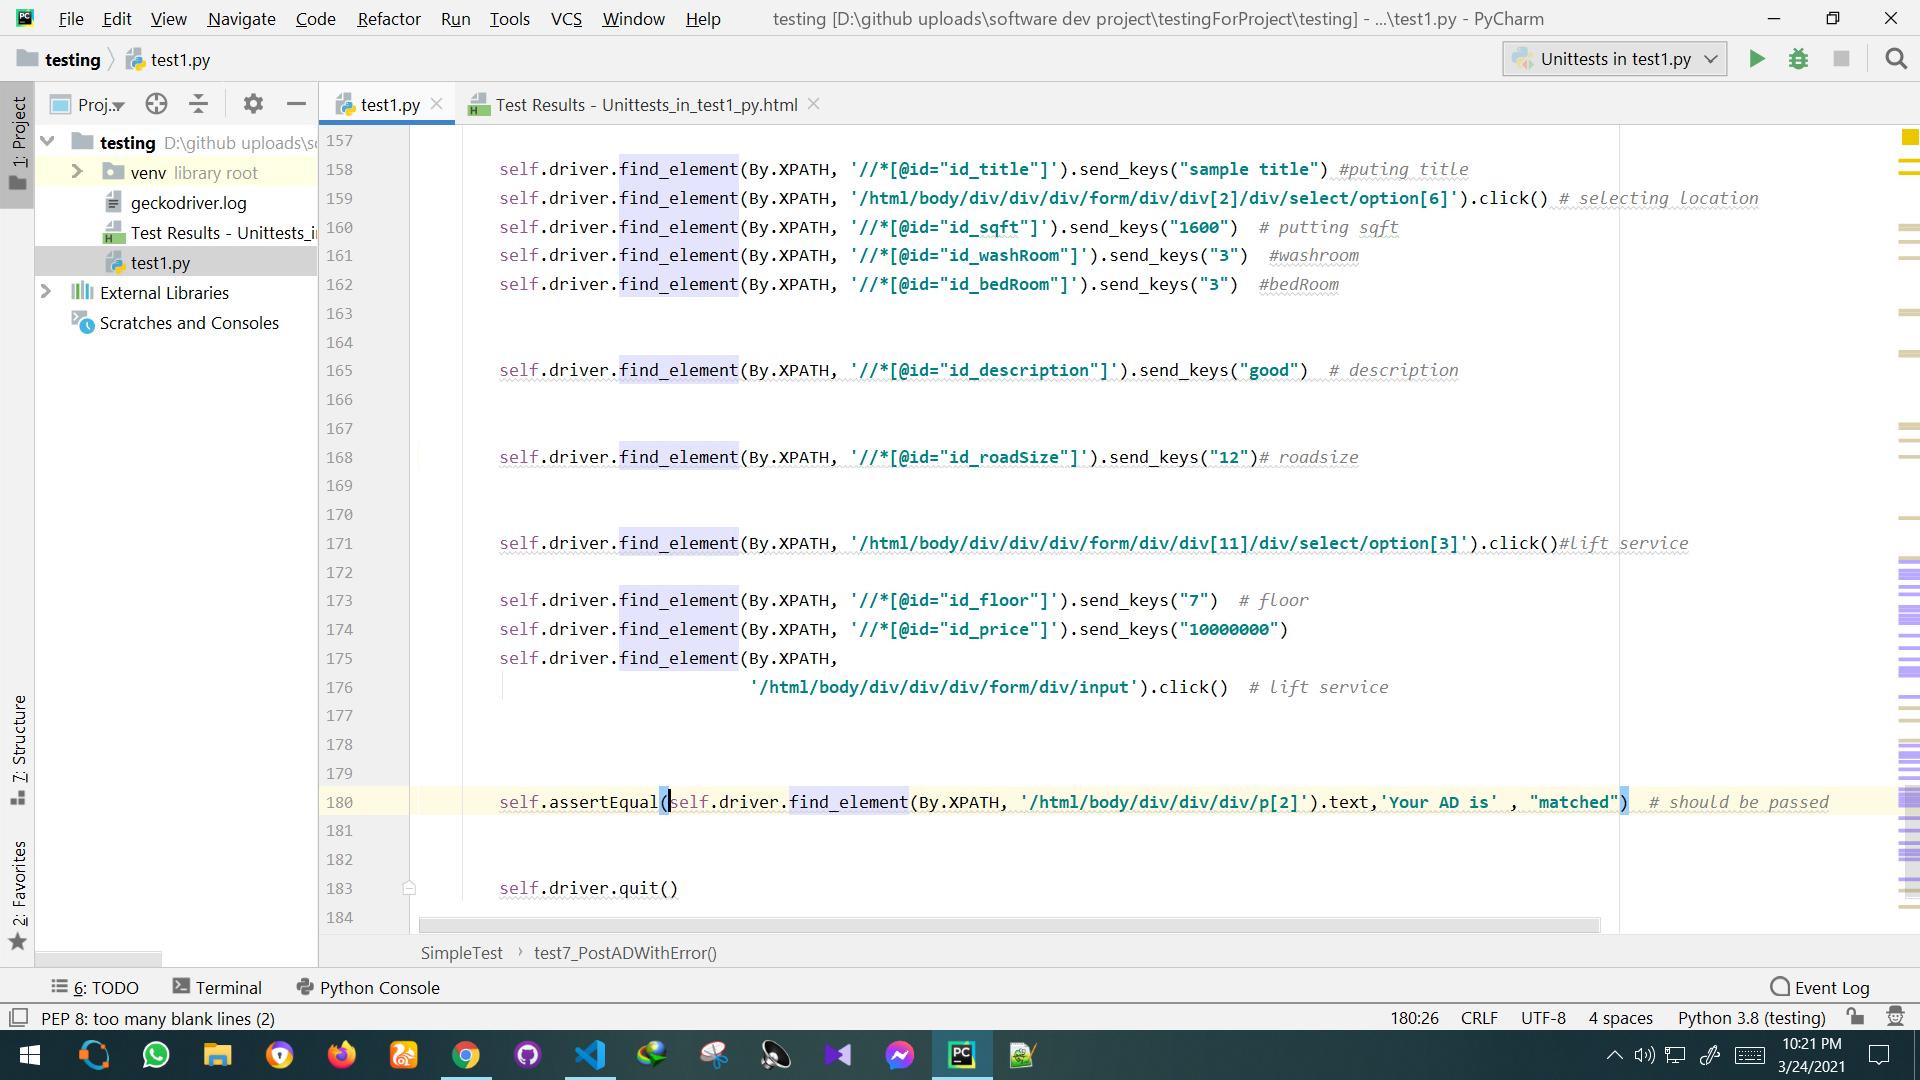 File Edit View Navigate Code Refactor Run Tools VCS Window Help testing [D:\github uploads\software dev project\testingForProject\testing] - ...\test1.py - PyCharm
testing test1.py Unittests in test1.py
Proj... test1.py Test Results - Unittests_in_test1_py.html
1: Project
testing D:\github uploads\s
venv library root
geckodriver.log
Test Results - Unittests_i
test1.py
External Libraries
Scratches and Consoles
7: Structure
2: Favorites
157
158 self.driver.find_element(By.XPATH, '//*[@id="id_title"]').send_keys("sample title") #puting title
159 self.driver.find_element(By.XPATH, '/html/body/div/div/div/form/div/div[2]/div/select/option[6]').click() # selecting location
160 self.driver.find_element(By.XPATH, '//*[@id="id_sqft"]').send_keys("1600") # putting sqft
161 self.driver.find_element(By.XPATH, '//*[@id="id_washRoom"]').send_keys("3") #washroom
162 self.driver.find_element(By.XPATH, '//*[@id="id_bedRoom"]').send_keys("3") #bedRoom
163
164
165 self.driver.find_element(By.XPATH, '//*[@id="id_description"]').send_keys("good") # description
166
167
168 self.driver.find_element(By.XPATH, '//*[@id="id_roadSize"]').send_keys("12")# roadsize
169
170
171 self.driver.find_element(By.XPATH, '/html/body/div/div/div/form/div/div[11]/div/select/option[3]').click()#lift service
172
173 self.driver.find_element(By.XPATH, '//*[@id="id_floor"]').send_keys("7") # floor
174 self.driver.find_element(By.XPATH, '//*[@id="id_price"]').send_keys("10000000")
175 self.driver.find_element(By.XPATH,
176 '/html/body/div/div/div/form/div/input').click() # lift service
177
178
179
180 self.assertEqual(self.driver.find_element(By.XPATH, '/html/body/div/div/div/p[2]').text,'Your AD is' , "matched") # should be passed
181
182
183 self.driver.quit()
184
SimpleTest › test7_PostADWithError()
6: TODO Terminal Python Console Event Log
PEP 8: too many blank lines (2) 180:26 CRLF UTF-8 4 spaces Python 3.8 (testing)
10:21 PM
3/24/2021